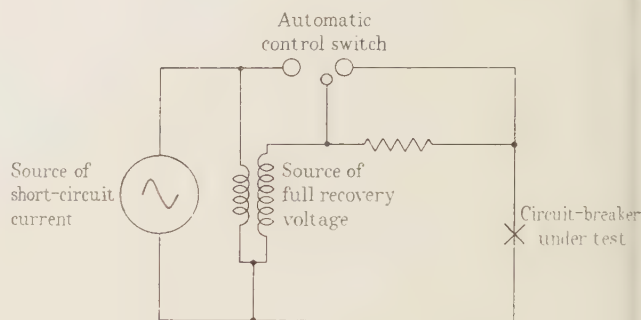 Automatic
control switch
Source of
short-circuit
current
Source of
full recovery
voltage
Circuit-breaker
under test